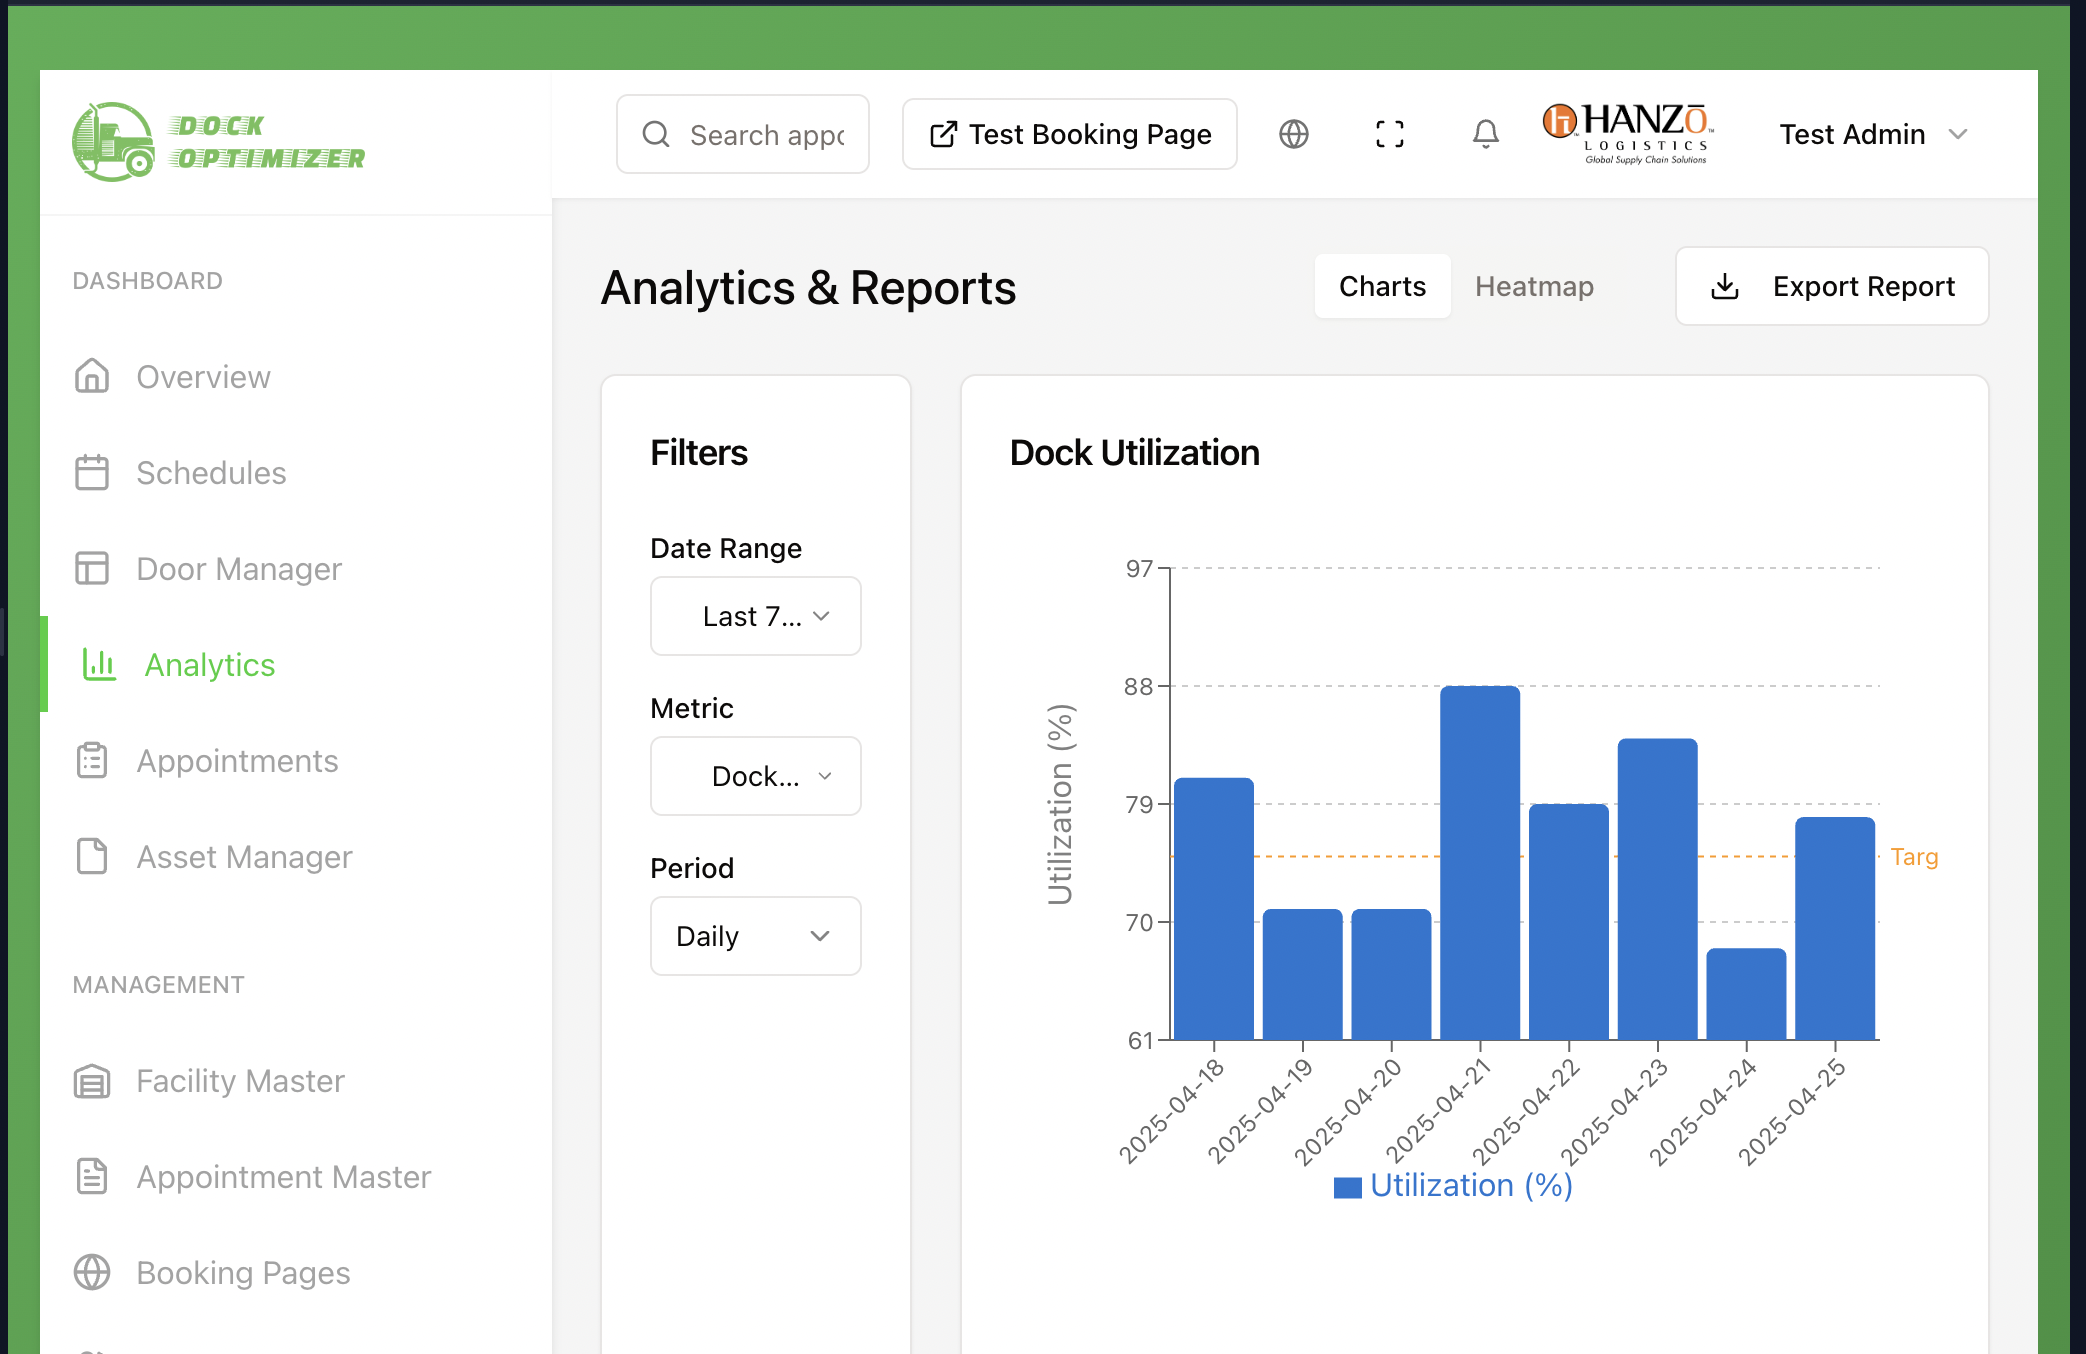 DOCK
OPTIMIZER
Search appo
Test Booking Page
HANZŌ
LOGISTICS
Global Supply Chain Solutions
Test Admin
DASHBOARD
Overview
Schedules
Door Manager
Analytics
Appointments
Asset Manager
MANAGEMENT
Facility Master
Appointment Master
Booking Pages
Analytics & Reports
Charts
Heatmap
Export Report
Filters
Date Range
Last 7...
Metric
Dock...
Period
Daily
Dock Utilization
Utilization (%)
97
88
79
70
61
Targ
2025-04-18
2025-04-19
2025-04-20
2025-04-21
2025-04-22
2025-04-23
2025-04-24
2025-04-25
Utilization (%)